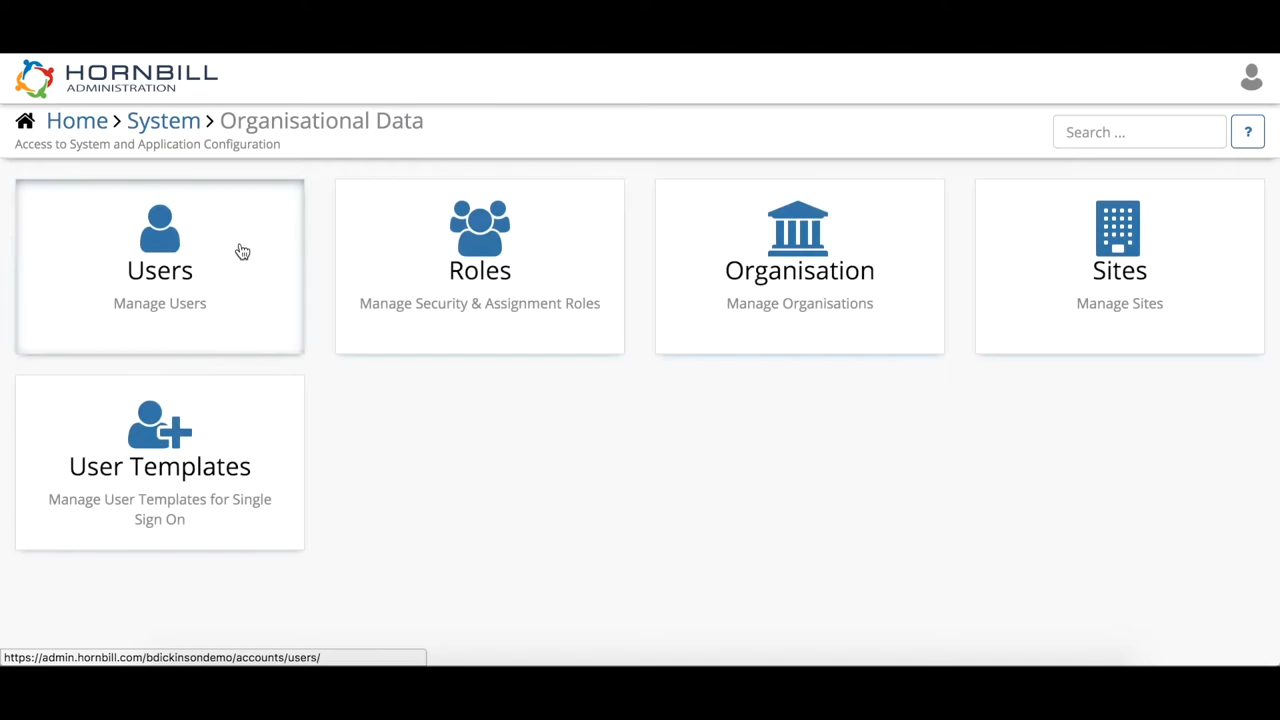 HORNBILL
ADMINISTRATION
Home > System > Organisational Data
Access to System and Application Configuration
Search ...
?
Users
Manage Users
Roles
Manage Security & Assignment Roles
Organisation
Manage Organisations
Sites
Manage Sites
User Templates
Manage User Templates for Single
Sign On
https://admin.hornbill.com/bdickinsondemo/accounts/users/